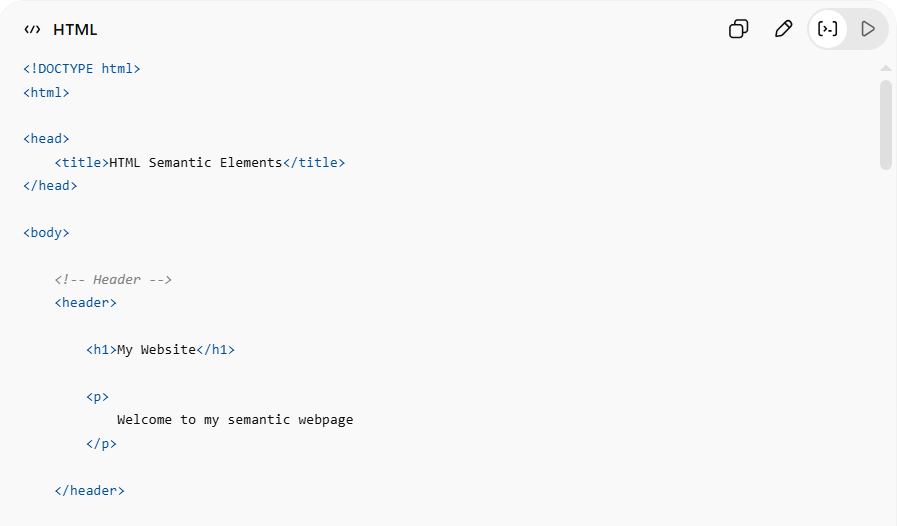 HTML
<!DOCTYPE html>
<html>
<head>
<title>HTML Semantic Elements</title>
</head>
<body>
<!-- Header -->
<header>
<h1>My Website</h1>
<p>
Welcome to my semantic webpage
</p>
</header>